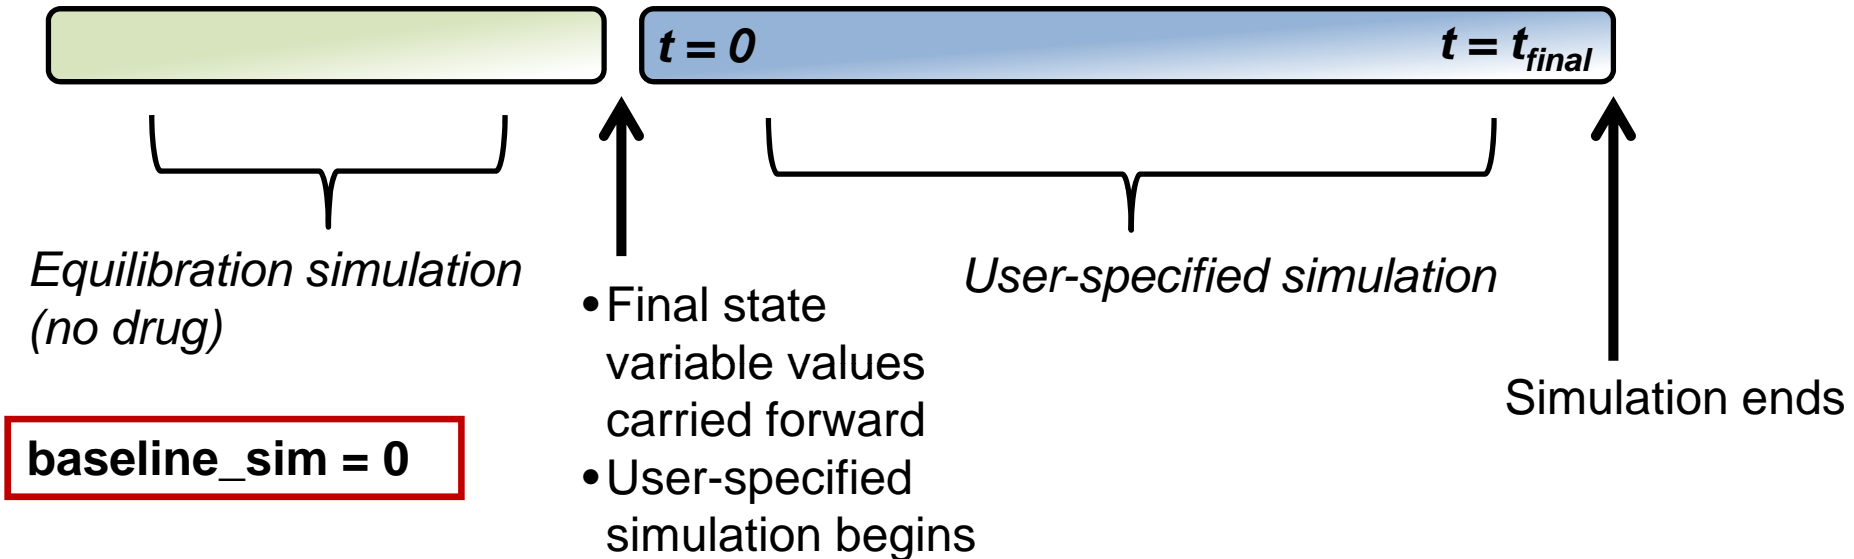 t = 0
t = t_final
Equilibration simulation
(no drug)
baseline_sim = 0
•Final state
variable values
carried forward
•User-specified
simulation begins
User-specified simulation
Simulation ends